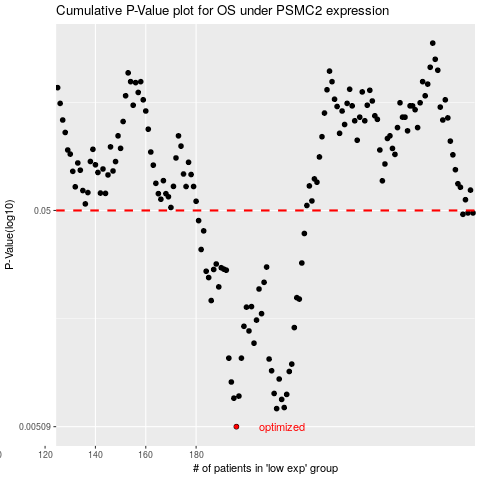 Cumulative P-Value plot for OS under PSMC2 expression
P-Value(log10)
0.05
0.00509
optimized
0 120 140 160 180
# of patients in 'low exp' group